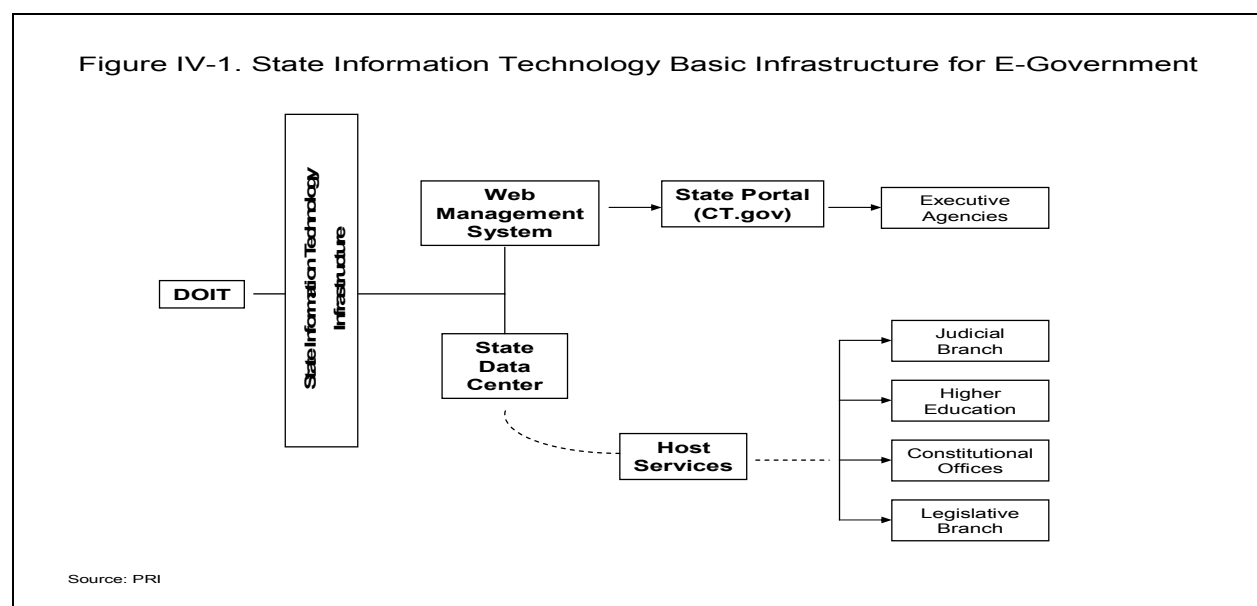 Figure IV-1. State Information Technology Basic Infrastructure for E-Government
State Information Technology
Infrastructure
DOIT
Web
Management
System
State Portal
(CT.gov)
Executive
Agencies
State
Data
Center
Host
Services
Judicial
Branch
Higher
Education
Constitutional
Offices
Legislative
Branch
Source: PRI